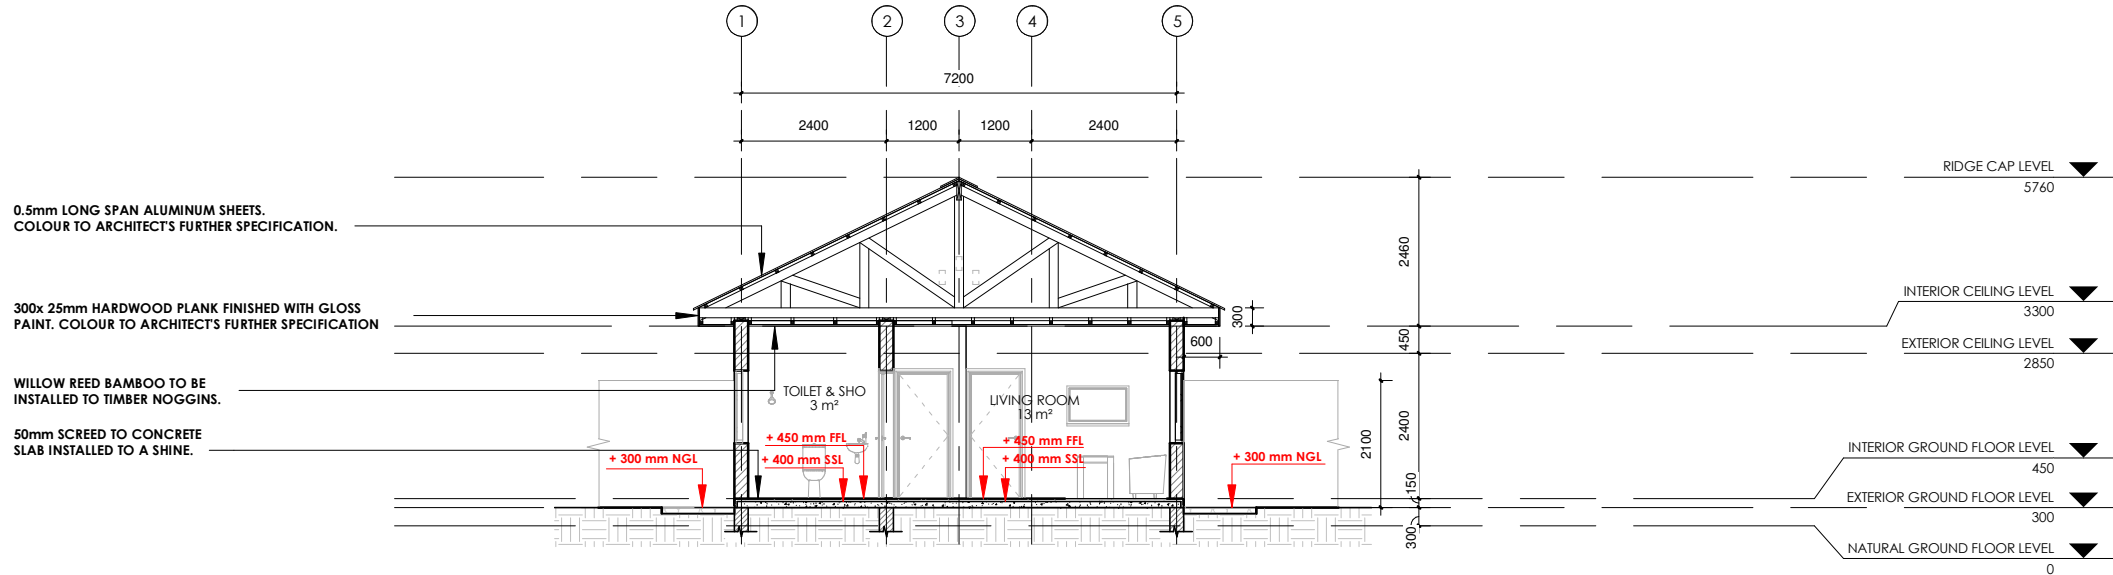 1 2 3 4 5
7200
2400 1200 1200 2400
RIDGE CAP LEVEL
5760
0.5mm LONG SPAN ALUMINUM SHEETS.
COLOUR TO ARCHITECT'S FURTHER SPECIFICATION.
2460
INTERIOR CEILING LEVEL
3300
300x 25mm HARDWOOD PLANK FINISHED WITH GLOSS
PAINT. COLOUR TO ARCHITECT'S FURTHER SPECIFICATION
300
600
450
EXTERIOR CEILING LEVEL
2850
WILLOW REED BAMBOO TO BE
INSTALLED TO TIMBER NOGGINS.
TOILET & SHO
3 m²
LIVING ROOM
13 m²
50mm SCREED TO CONCRETE
SLAB INSTALLED TO A SHINE.
+ 450 mm FFL
+ 400 mm SSL
+ 450 mm FFL
+ 400 mm SSL
+ 300 mm NGL
+ 300 mm NGL
2100
2400
INTERIOR GROUND FLOOR LEVEL
450
150
EXTERIOR GROUND FLOOR LEVEL
300
300
NATURAL GROUND FLOOR LEVEL
0